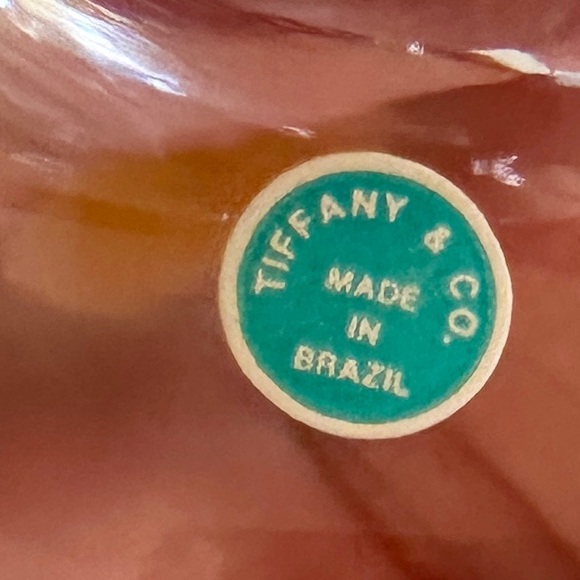 TIFFANY & CO.
MADE
IN
BRAZIL